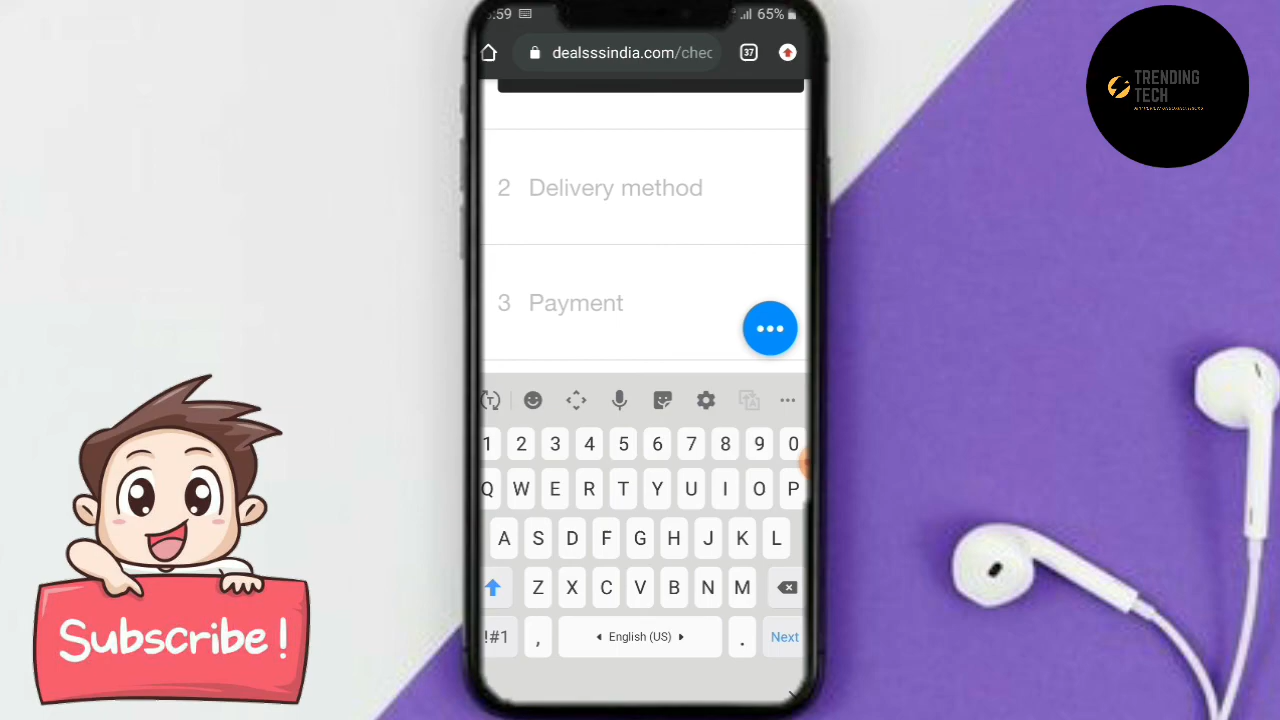 :59
65%
dealsssindia.com/chec
37
TRENDING
TECH
2 Delivery method
3 Payment
T
1 2 3 4 5 6 7 8 9 0
Q W E R T Y U I O P
A S D F G H J K L
Z X C V B N M
!#1 , English (US) . Next
Subscribe !